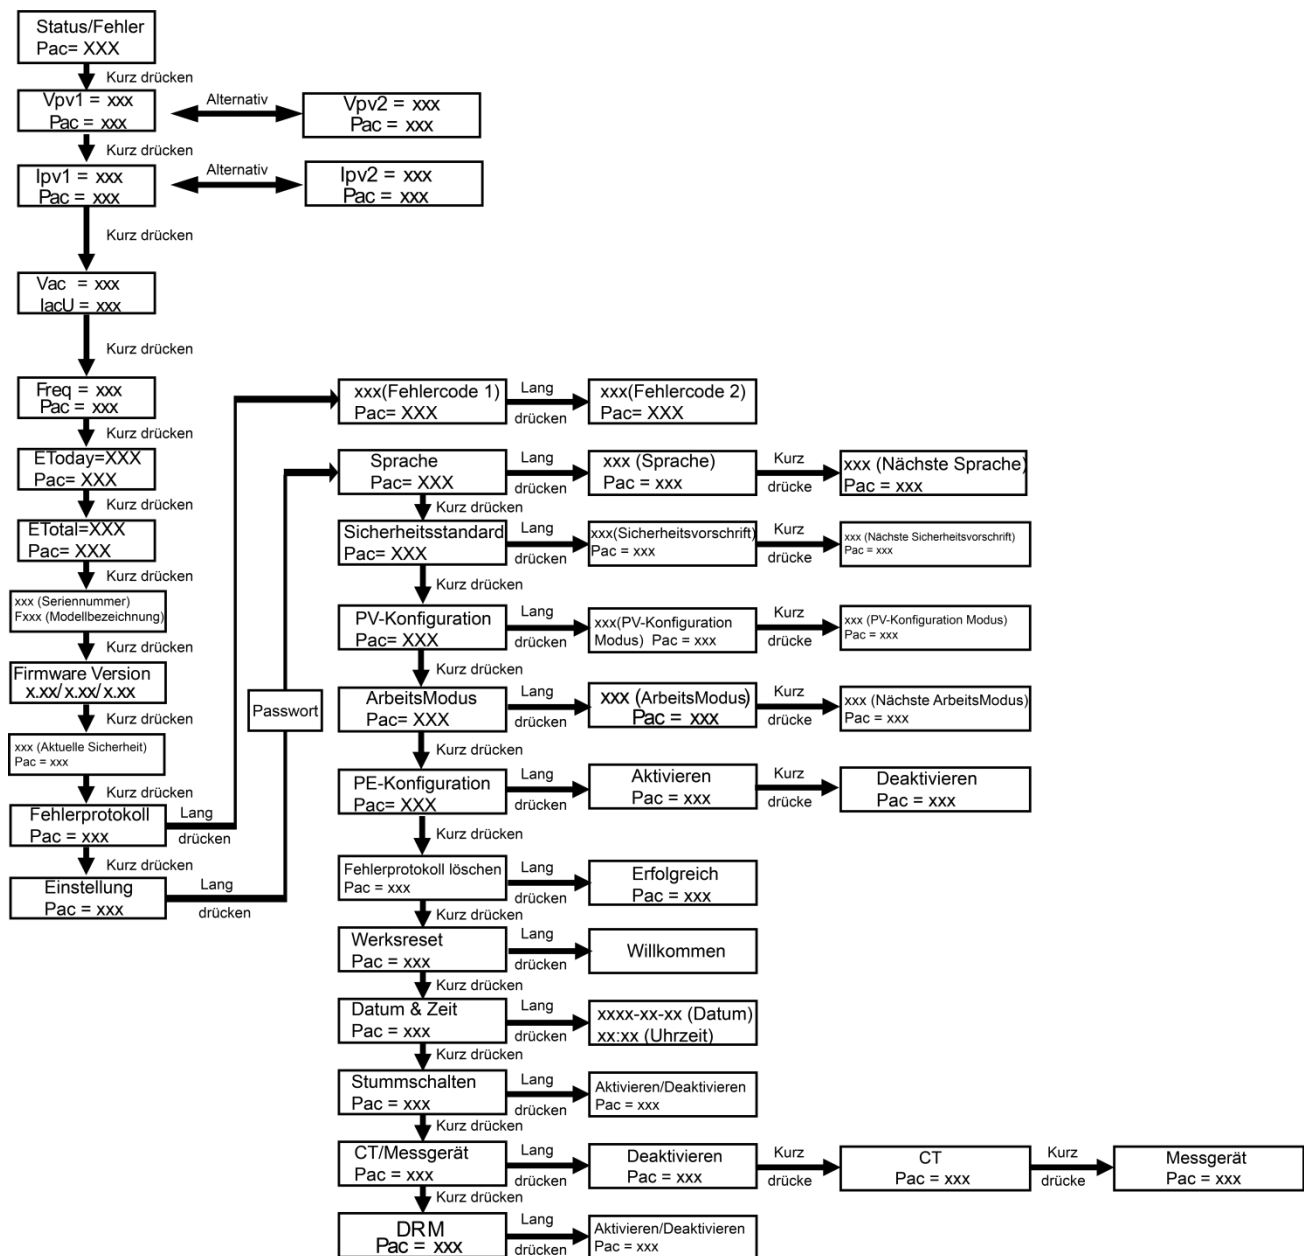 Status/Fehler
Pac= XXX
Kurz drücken
Vpv1 = xxx
Pac = xxx
Alternativ
Vpv2 = xxx
Pac = xxx
Kurz drücken
Ipv1 = xxx
Pac = xxx
Alternativ
Ipv2 = xxx
Pac = xxx
Kurz drücken
Vac = xxx
IacU = xxx
Kurz drücken
Freq = xxx
Pac = xxx
Kurz drücken
EToday=XXX
Pac= XXX
Kurz drücken
ETotal=XXX
Pac= XXX
Kurz drücken
xxx (Seriennummer)
Fxxx (Modellbezeichnung)
Kurz drücken
Firmware Version
x.xx/x.xx/x.xx
Kurz drücken
xxx (Aktuelle Sicherheit)
Pac = xxx
Kurz drücken
Fehlerprotokoll
Pac = xxx
Lang
drücken
Kurz drücken
Einstellung
Pac = xxx
Lang
drücken
Passwort
xxx(Fehlercode 1)
Pac= XXX
Lang
drücken
xxx(Fehlercode 2)
Pac= XXX
Sprache
Pac= XXX
Lang
drücken
xxx (Sprache)
Pac = xxx
Kurz
drücke
xxx (Nächste Sprache)
Pac = xxx
Kurz drücken
Sicherheitsstandard
Pac= XXX
Lang
drücken
xxx(Sicherheitsvorschrift)
Pac = xxx
Kurz
drücke
xxx (Nächste Sicherheitsvorschrift)
Pac = xxx
Kurz drücken
PV-Konfiguration
Pac= XXX
Lang
drücken
xxx(PV-Konfiguration
Modus) Pac = xxx
Kurz
drücke
xxx (PV-Konfiguration Modus)
Pac = xxx
Kurz drücken
ArbeitsModus
Pac= XXX
Lang
drücken
xxx (ArbeitsModus)
Pac = xxx
Kurz
drücke
xxx (Nächste ArbeitsModus)
Pac = xxx
Kurz drücken
PE-Konfiguration
Pac= XXX
Lang
drücken
Aktivieren
Pac = xxx
Kurz
drücke
Deaktivieren
Pac = xxx
Kurz drücken
Fehlerprotokoll löschen
Pac = xxx
Lang
drücken
Erfolgreich
Pac = xxx
Kurz drücken
Werksreset
Pac = xxx
Lang
drücken
Willkommen
Kurz drücken
Datum & Zeit
Pac = xxx
Lang
drücken
xxxx-xx-xx (Datum)
xx:xx (Uhrzeit)
Kurz drücken
Stummschalten
Pac = xxx
Lang
drücken
Aktivieren/Deaktivieren
Pac = xxx
Kurz drücken
CT/Messgerät
Pac = xxx
Lang
drücken
Deaktivieren
Pac = xxx
Kurz
drücke
CT
Pac = xxx
Kurz
drücke
Messgerät
Pac = xxx
Kurz drücken
DRM
Pac = xxx
Lang
drücken
Aktivieren/Deaktivieren
Pac = xxx